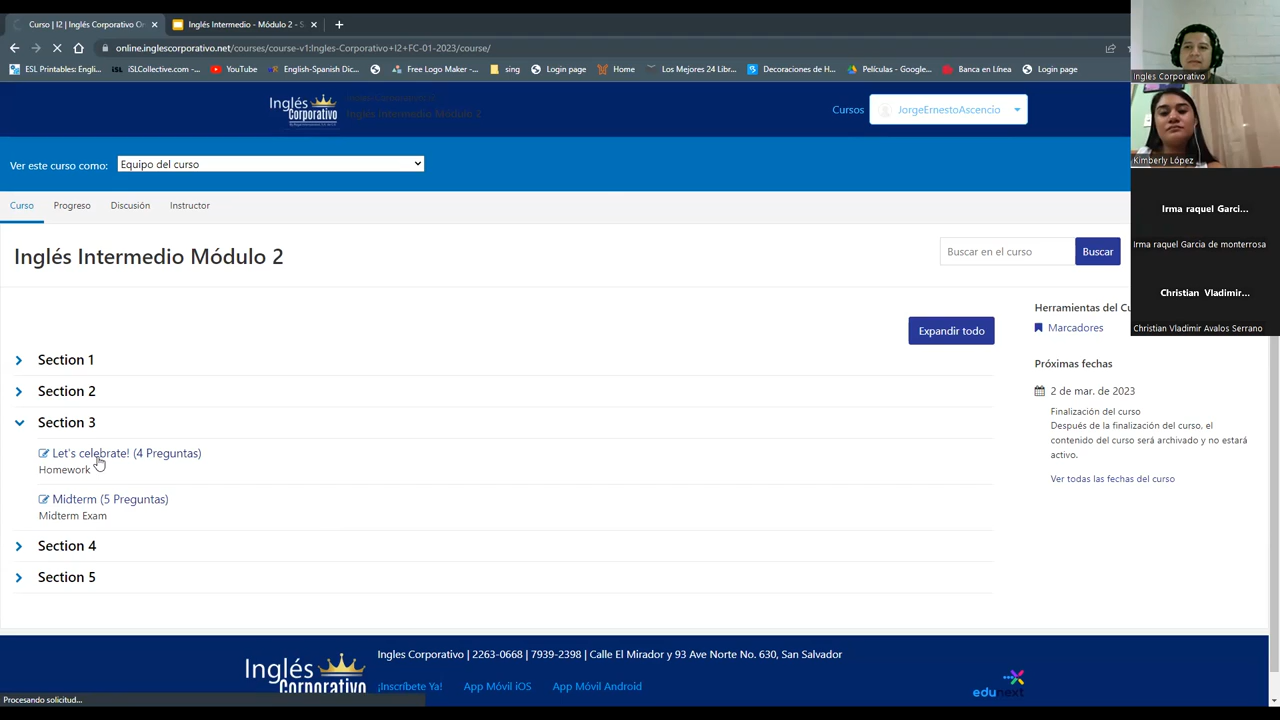 Curso | I2 | Inglés Corporativo On
Inglés Intermedio - Módulo 2 - S
online.inglescorporativo.net/courses/course-v1:Ingles-Corporativo+I2+FC-01-2023/course/
ESL Printables: Engli...
iSLCollective.com -...
YouTube
English-Spanish Dic...
Free Logo Maker -...
sing
Login page
Home
Los Mejores 24 Libr...
Decoraciones de H...
Películas - Google...
Banca en Línea
Login page
Inglés
Corporativo
Inglés Intermedio Módulo 2
Cursos
JorgeErnestoAscencio
Ver este curso como:
Equipo del curso
Curso
Progreso
Discusión
Instructor
Inglés Intermedio Módulo 2
Buscar en el curso
Buscar
Expandir todo
Section 1
Section 2
Section 3
Let's celebrate! (4 Preguntas)
Homework
Midterm (5 Preguntas)
Midterm Exam
Section 4
Section 5
Herramientas del Cu
Marcadores
Próximas fechas
2 de mar. de 2023
Finalización del curso
Después de la finalización del curso, el
contenido del curso será archivado y no estará
activo.
Ver todas las fechas del curso
Inglés
Corporativo
Ingles Corporativo | 2263-0668 | 7939-2398 | Calle El Mirador y 93 Ave Norte No. 630, San Salvador
¡Inscríbete Ya!
App Móvil iOS
App Móvil Android
edunext
Procesando solicitud...
Ingles Corporativo
Kimberly López
Irma raquel Garci...
Irma raquel Garcia de monterrosa
Christian Vladimir...
Christian Vladimir Avalos Serrano